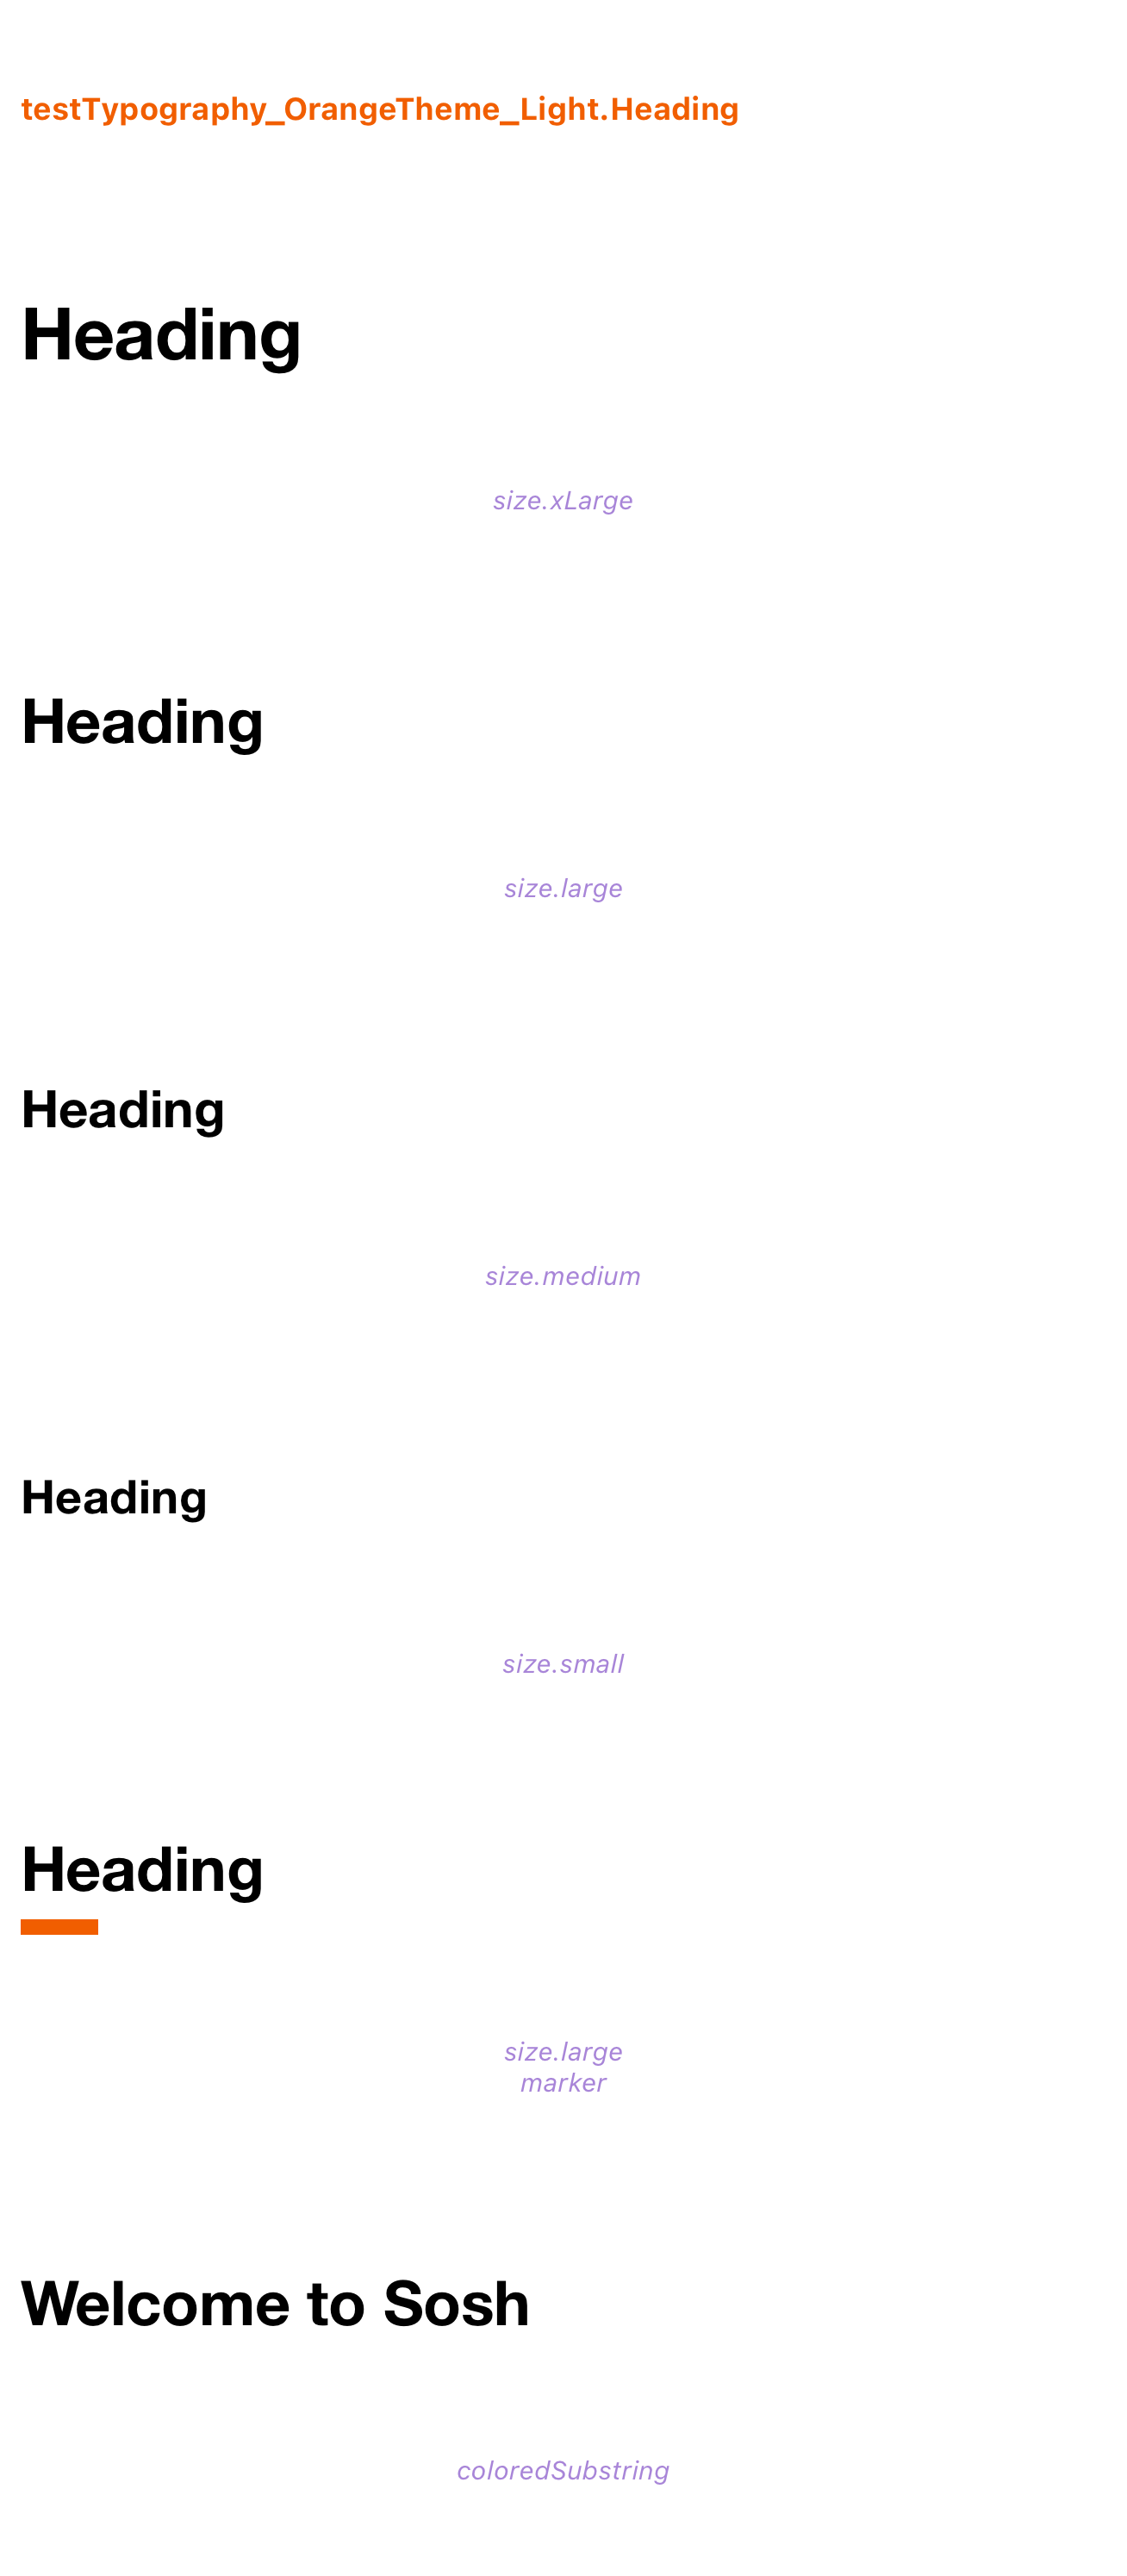 testTypography_OrangeTheme_Light.Heading
Heading
size.xLarge
Heading
size.large
Heading
size.medium
Heading
size.small
Heading
size.large
marker
Welcome to Sosh
coloredSubstring